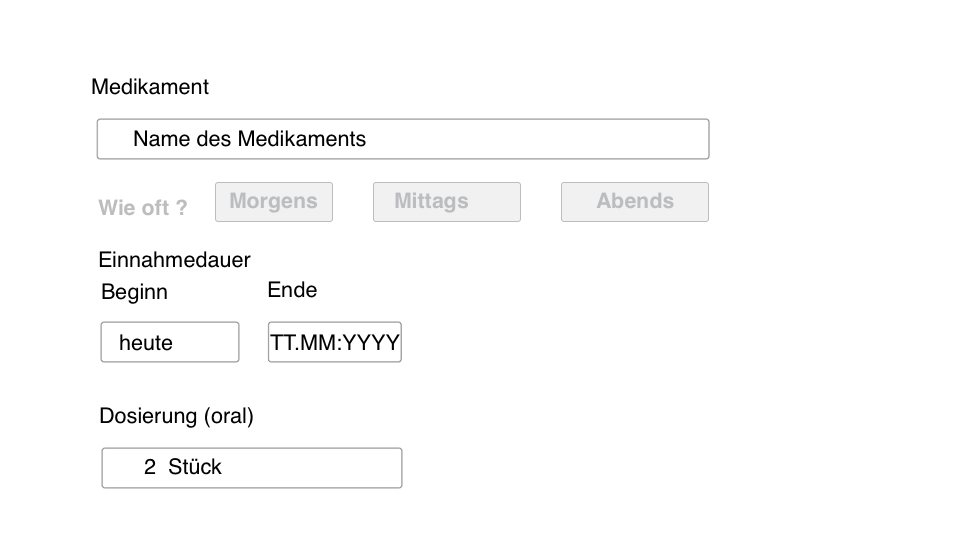 Medikament
Name des Medikaments
Wie oft ? Morgens Mittags Abends
Einnahmedauer
Beginn Ende
heute TT.MM:YYYY
Dosierung (oral)
2 Stück